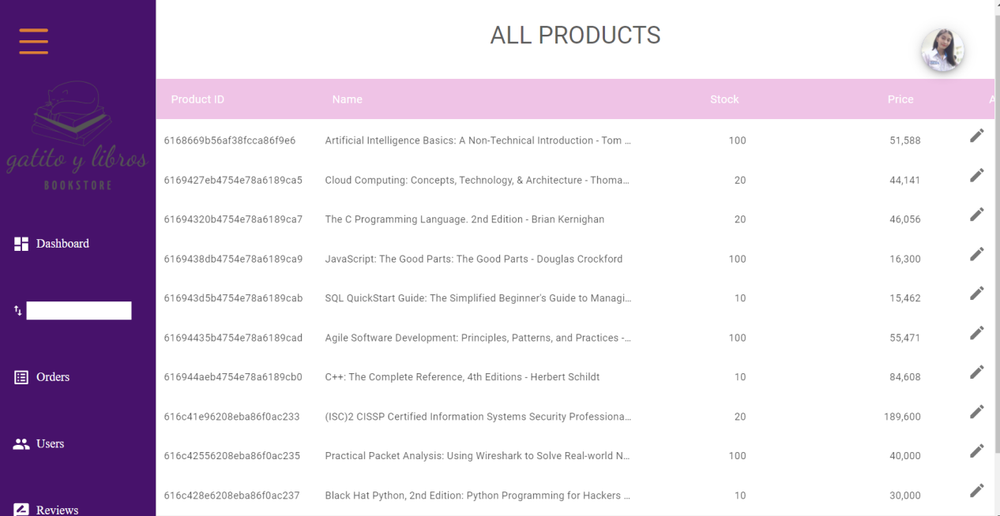 ALL PRODUCTS
gatito y libros
BOOKSTORE
Dashboard
Orders
Users
Reviews
Product ID Name Stock Price A
6168669b56af38fcca86f9e6 Artificial Intelligence Basics: A Non-Technical Introduction - Tom ... 100 51,588
6169427eb4754e78a6189ca5 Cloud Computing: Concepts, Technology, & Architecture - Thoma... 20 44,141
61694320b4754e78a6189ca7 The C Programming Language. 2nd Edition - Brian Kernighan 20 46,056
6169438db4754e78a6189ca9 JavaScript: The Good Parts: The Good Parts - Douglas Crockford 100 16,300
616943d5b4754e78a6189cab SQL QuickStart Guide: The Simplified Beginner's Guide to Managi... 10 15,462
61694435b4754e78a6189cad Agile Software Development: Principles, Patterns, and Practices -... 100 55,471
616944aeb4754e78a6189cb0 C++: The Complete Reference, 4th Editions - Herbert Schildt 10 84,608
616c41e96208eba86f0ac233 (ISC)2 CISSP Certified Information Systems Security Professiona... 20 189,600
616c42556208eba86f0ac235 Practical Packet Analysis: Using Wireshark to Solve Real-world N... 100 40,000
616c428e6208eba86f0ac237 Black Hat Python, 2nd Edition: Python Programming for Hackers ... 10 30,000